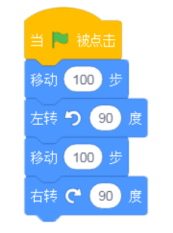 当 被点击
移动 100 步
左转 90 度
移动 100 步
右转 90 度